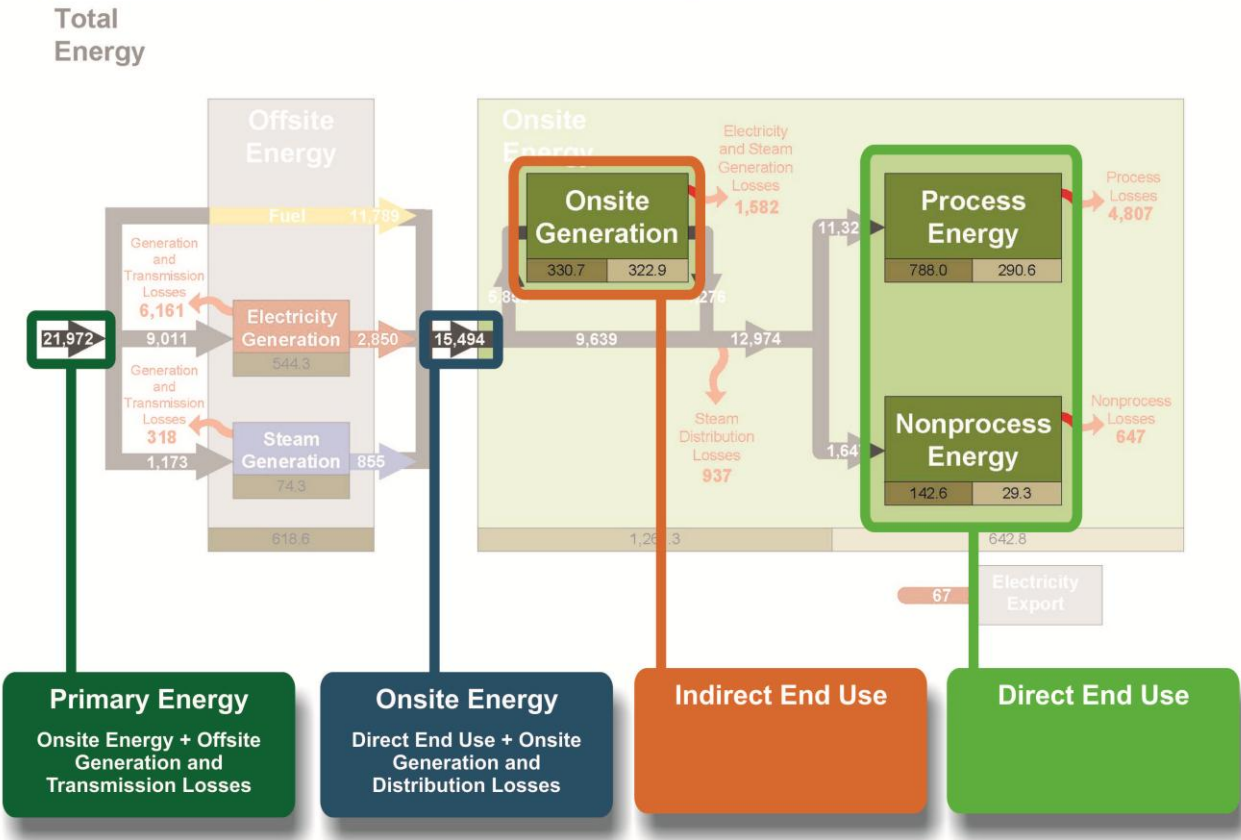 Total
Energy
Offsite
Energy
Onsite
Energy
Electricity
and Steam
Generation
Losses
1,582
Onsite
Generation
330.7 322.9
Process
Energy
788.0 290.6
Process
Losses
4,807
Fuel 11,789
Generation
and
Transmission
Losses
6,161
21,972
9,011
Electricity
Generation
544.3
2,850
15,494
9,639
12,974
Generation
and
Transmission
Losses
318
1,173
Steam
Generation
74.3
855
Steam
Distribution
Losses
937
Nonprocess
Energy
142.6 29.3
Nonprocess
Losses
647
618.6
642.8
67
Electricity
Export
Primary Energy
Onsite Energy + Offsite
Generation and
Transmission Losses
Onsite Energy
Direct End Use + Onsite
Generation and
Distribution Losses
Indirect End Use
Direct End Use